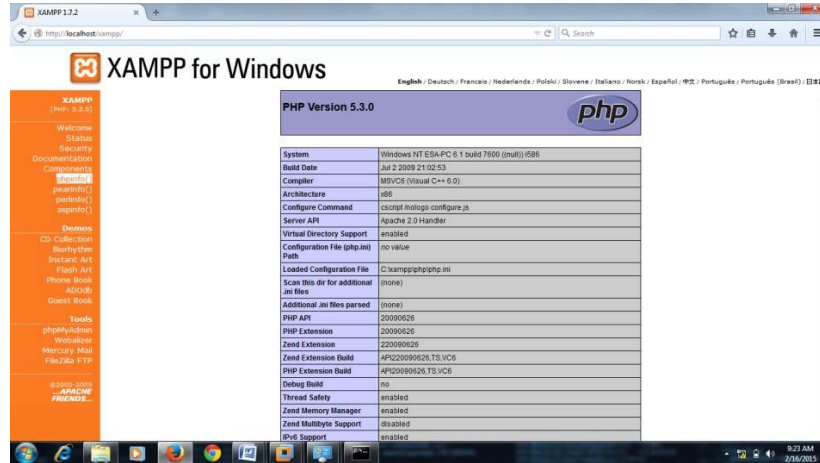 XAMPP 1.7.2
http://localhost/xampp/
Search
XAMPP for Windows
English / Deutsch / Francais / Nederlands / Polski / Slovene / Italiano / Norsk / Español / 中文 / Português / Português (Brasil) / 日本
XAMPP
[PHP: 5.3.0]
Welcome
Status
Security
Documentation
Components
phpinfo()
pearinfo()
perlinfo()
aspinfo()
Demos
CD Collection
Biorhythm
Instant Art
Flash Art
Phone Book
ADOdb
Guest Book
Tools
phpMyAdmin
Webalizer
Mercury Mail
FileZilla FTP
©2002-2009
...APACHE
FRIENDS...
PHP Version 5.3.0
php
System Windows NT ESA-PC 6.1 build 7600 ((null)) i586
Build Date Jul 2 2009 21:02:53
Compiler MSVC6 (Visual C++ 6.0)
Architecture x86
Configure Command cscript /nologo configure.js
Server API Apache 2.0 Handler
Virtual Directory Support enabled
Configuration File (php.ini) Path no value
Loaded Configuration File C:\xampp\php\php.ini
Scan this dir for additional .ini files (none)
Additional .ini files parsed (none)
PHP API 20090626
PHP Extension 20090626
Zend Extension 220090626
Zend Extension Build API220090626,TS,VC6
PHP Extension Build API20090626,TS,VC6
Debug Build no
Thread Safety enabled
Zend Memory Manager enabled
Zend Multibyte Support disabled
IPv6 Support enabled
9:23 AM
2/16/2015